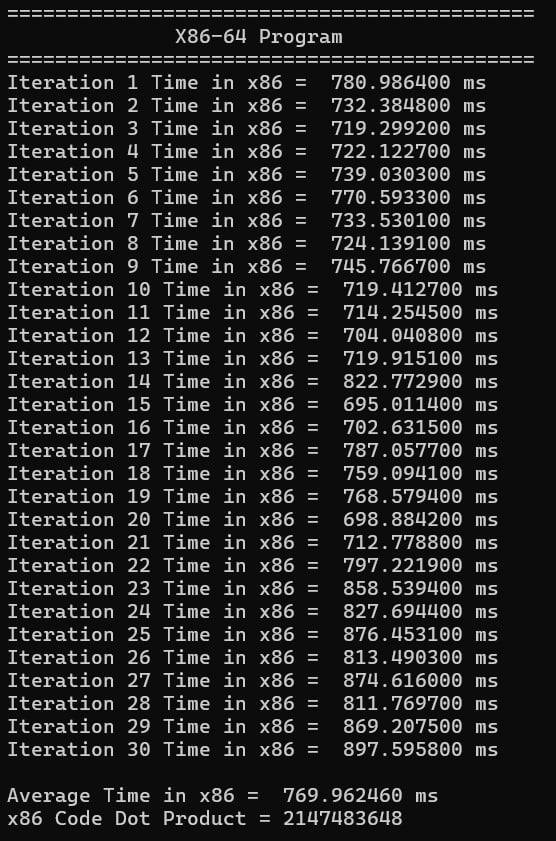 ============================================
X86-64 Program
============================================
Iteration 1 Time in x86 =  780.986400 ms
Iteration 2 Time in x86 =  732.384800 ms
Iteration 3 Time in x86 =  719.299200 ms
Iteration 4 Time in x86 =  722.122700 ms
Iteration 5 Time in x86 =  739.030300 ms
Iteration 6 Time in x86 =  770.593300 ms
Iteration 7 Time in x86 =  733.530100 ms
Iteration 8 Time in x86 =  724.139100 ms
Iteration 9 Time in x86 =  745.766700 ms
Iteration 10 Time in x86 =  719.412700 ms
Iteration 11 Time in x86 =  714.254500 ms
Iteration 12 Time in x86 =  704.040800 ms
Iteration 13 Time in x86 =  719.915100 ms
Iteration 14 Time in x86 =  822.772900 ms
Iteration 15 Time in x86 =  695.011400 ms
Iteration 16 Time in x86 =  702.631500 ms
Iteration 17 Time in x86 =  787.057700 ms
Iteration 18 Time in x86 =  759.094100 ms
Iteration 19 Time in x86 =  768.579400 ms
Iteration 20 Time in x86 =  698.884200 ms
Iteration 21 Time in x86 =  712.778800 ms
Iteration 22 Time in x86 =  797.221900 ms
Iteration 23 Time in x86 =  858.539400 ms
Iteration 24 Time in x86 =  827.694400 ms
Iteration 25 Time in x86 =  876.453100 ms
Iteration 26 Time in x86 =  813.490300 ms
Iteration 27 Time in x86 =  874.616000 ms
Iteration 28 Time in x86 =  811.769700 ms
Iteration 29 Time in x86 =  869.207500 ms
Iteration 30 Time in x86 =  897.595800 ms
Average Time in x86 =  769.962460 ms
x86 Code Dot Product = 2147483648